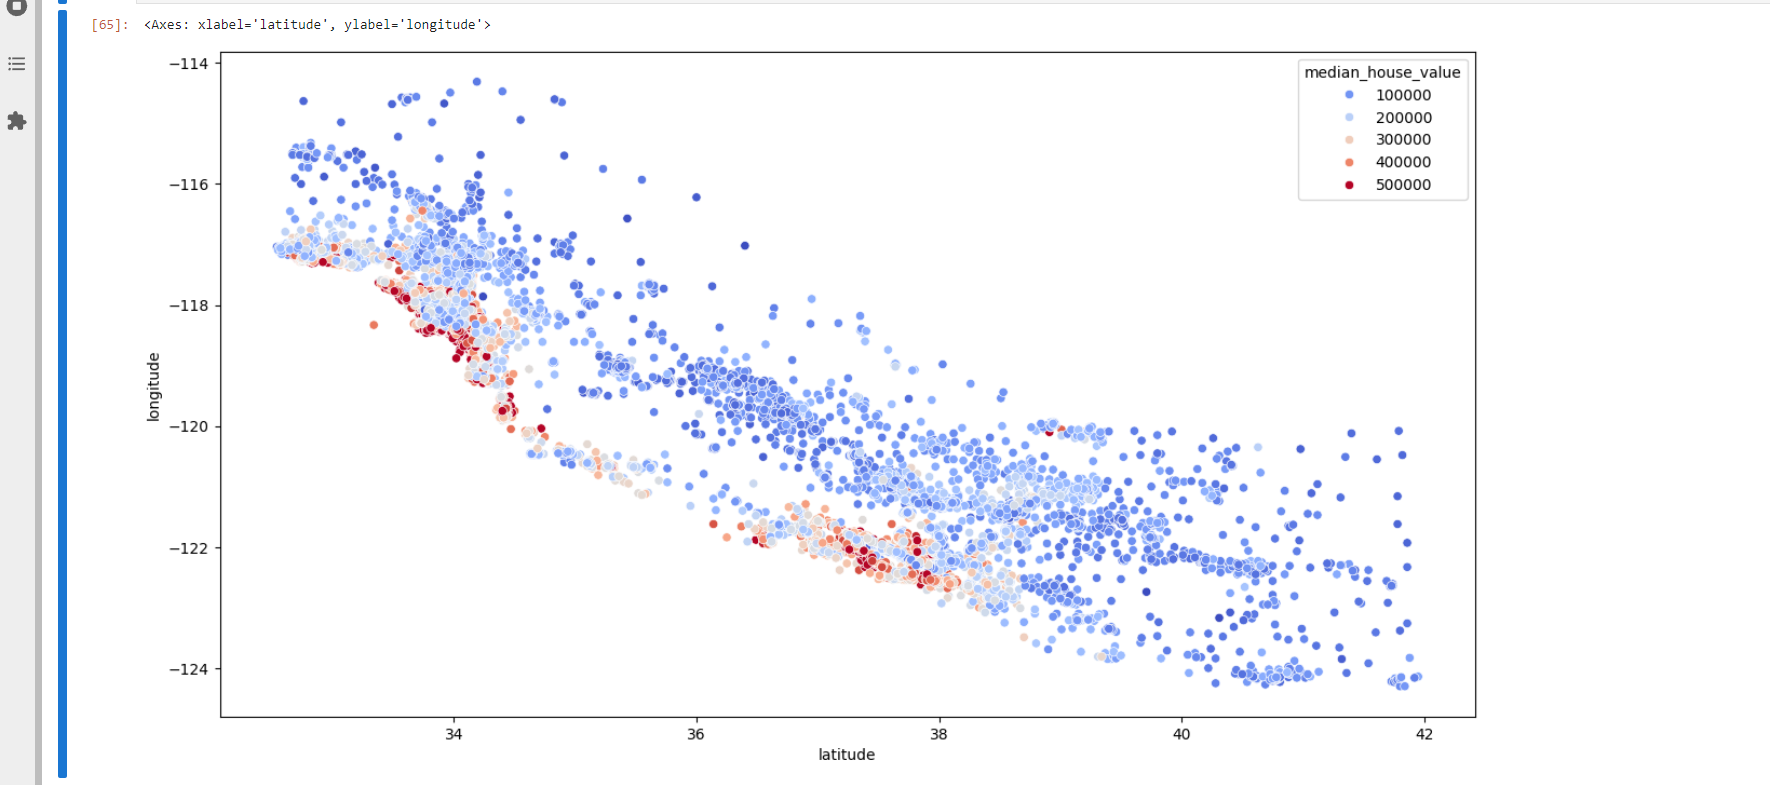 [65]: <Axes: xlabel='latitude', ylabel='longitude'>
median_house_value
100000
200000
300000
400000
500000
−114
−116
−118
−120
−122
−124
longitude
34 36 38 40 42
latitude